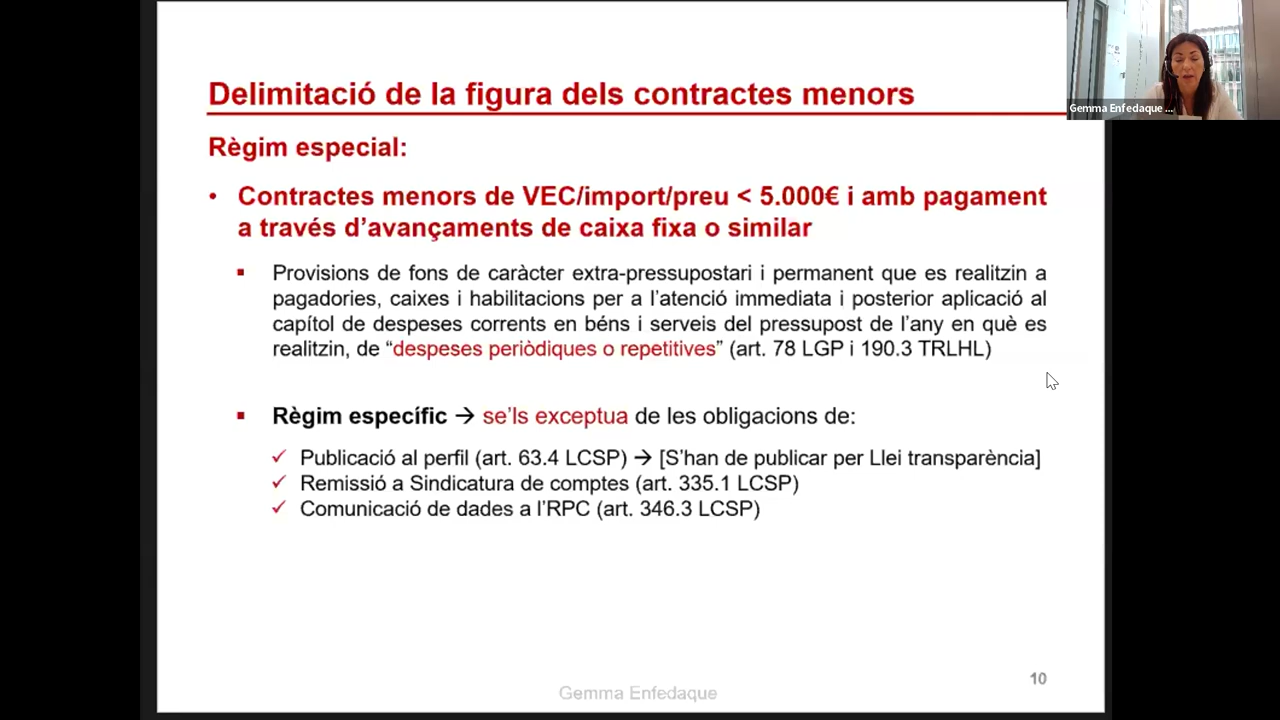 Delimitació de la figura dels contractes menors
Gemma Enfedaque ...
Règim especial:
• Contractes menors de VEC/import/preu < 5.000€ i amb pagament
a través d’avançaments de caixa fixa o similar
▪ Provisions de fons de caràcter extra-pressupostari i permanent que es realitzin a
pagadories, caixes i habilitacions per a l’atenció immediata i posterior aplicació al
capítol de despeses corrents en béns i serveis del pressupost de l’any en què es
realitzin, de “despeses periòdiques o repetitives” (art. 78 LGP i 190.3 TRLHL)
▪ Règim específic → se’ls exceptua de les obligacions de:
✓ Publicació al perfil (art. 63.4 LCSP) → [S’han de publicar per Llei transparència]
✓ Remissió a Sindicatura de comptes (art. 335.1 LCSP)
✓ Comunicació de dades a l’RPC (art. 346.3 LCSP)
10
Gemma Enfedaque